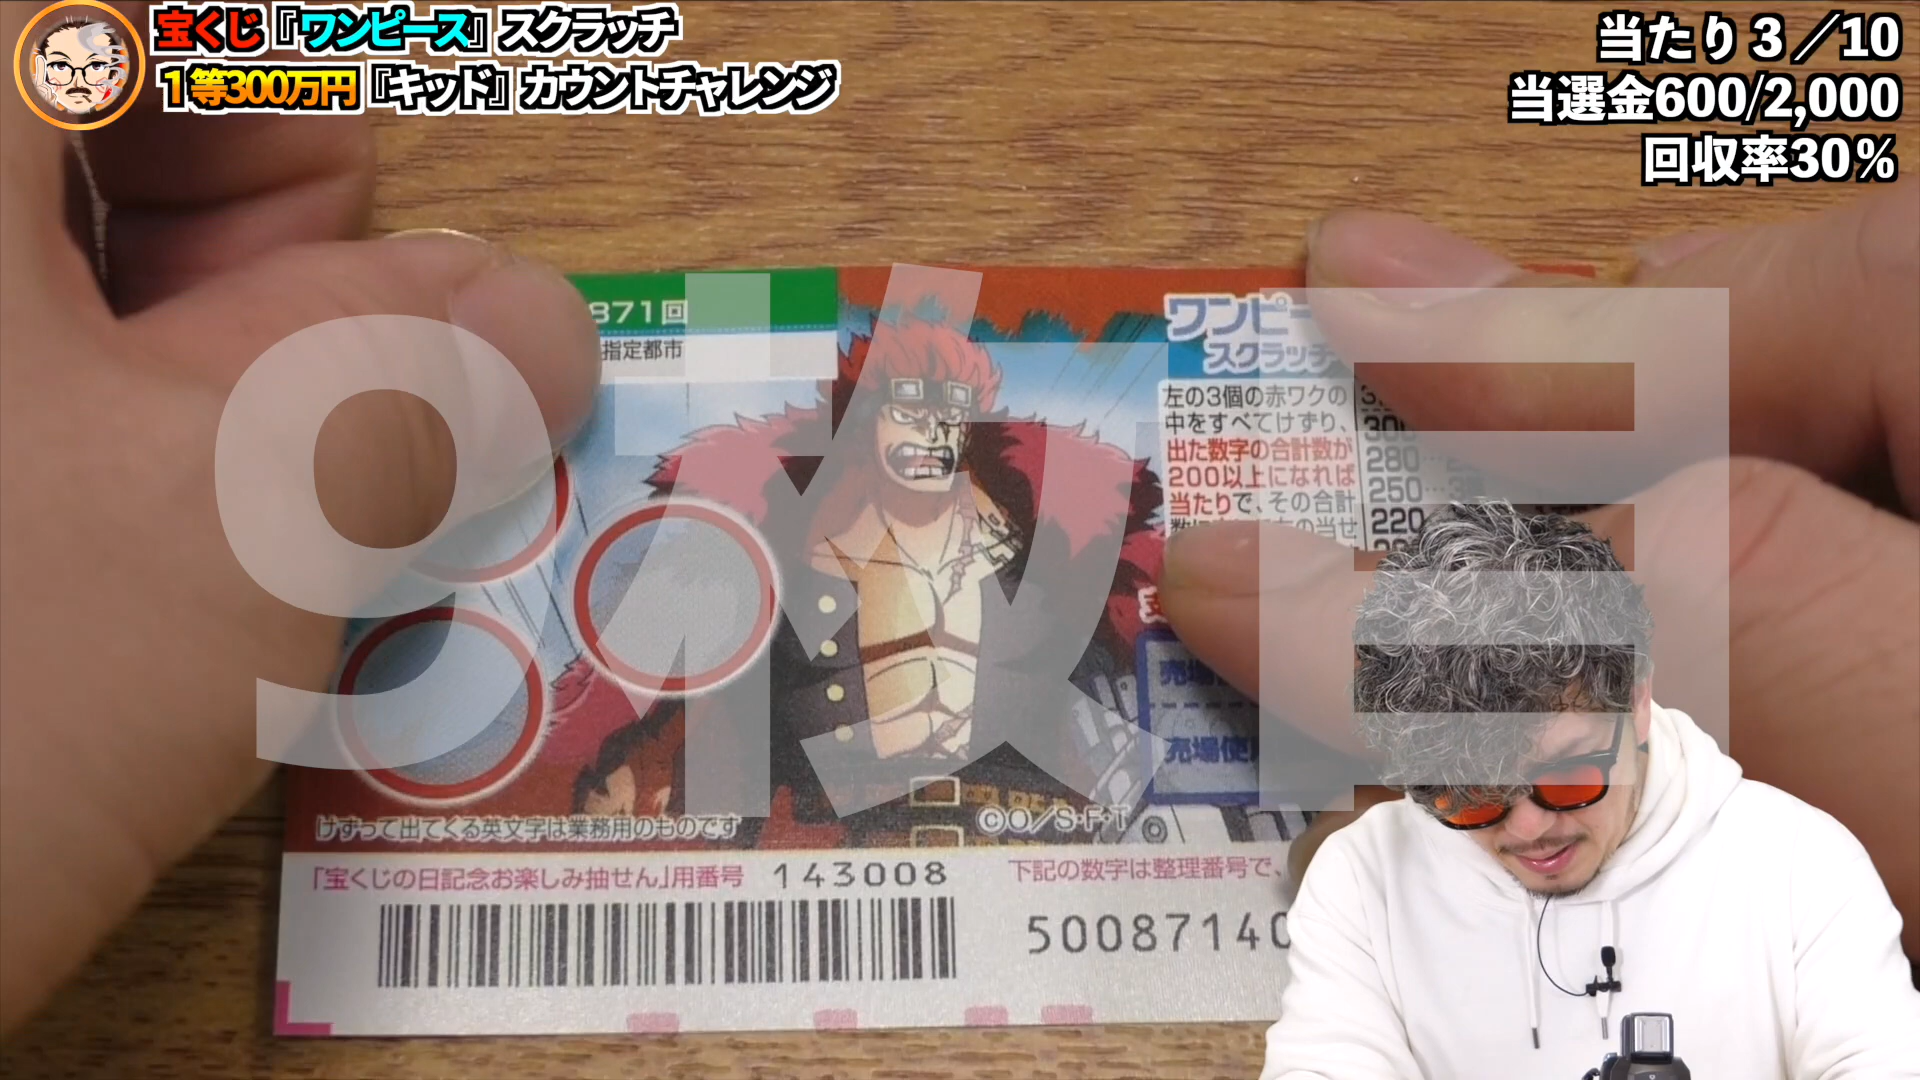 宝くじ『ワンピース』スクラッチ
1等300万円『キッド』カウントチャレンジ
当たり3／10
当選金600/2,000
回収率30%
9枚目
871回
指定都市
ワンピー
スクラッチ
左の3個の赤ワクの
中をすべてけずり、
出た数字の合計数が
200以上になれば
当たりで、その合計
300
280
250
220
けずって出てくる英文字は業務用のものです
©O/S・F・T
「宝くじの日記念お楽しみ抽せん」用番号 143008
下記の数字は整理番号で、
50087140